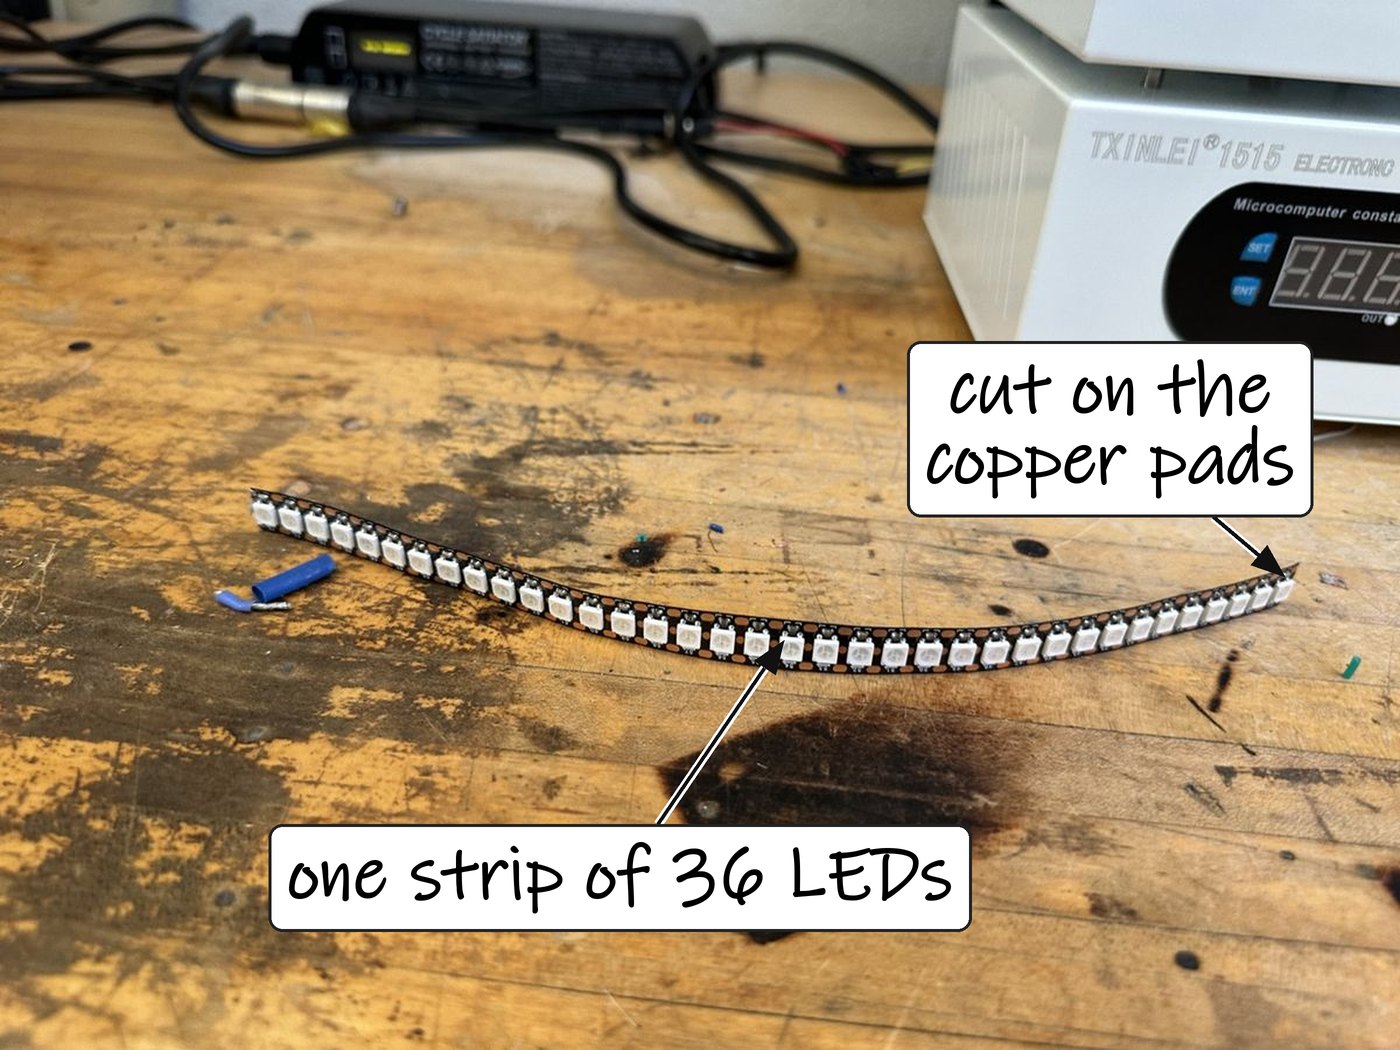 TXINLEI® 1515 ELECTRONIC
Microcomputer consta
SET
ENT
OUT
cut on the
copper pads
one strip of 36 LEDs